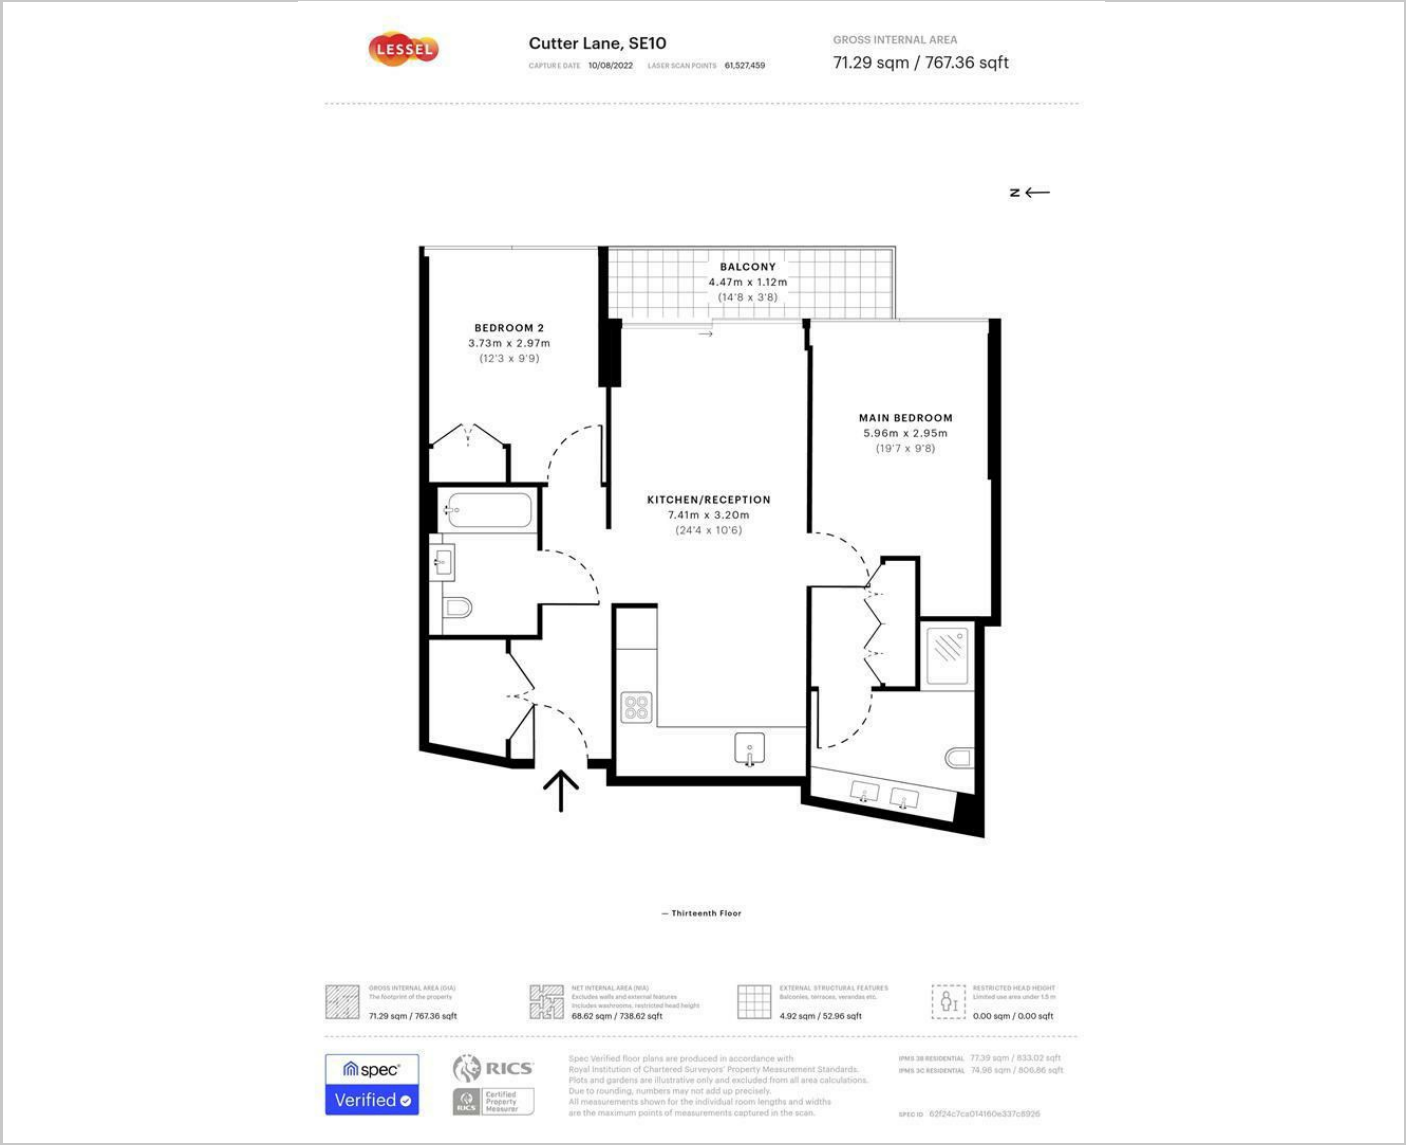 LESSEL
Cutter Lane, SE10
CAPTURE DATE 10/08/2022 LASER SCAN POINTS 61,527,459
GROSS INTERNAL AREA
71.29 sqm / 767.36 sqft
N
BALCONY
4.47m x 1.12m
(14'8 x 3'8)
BEDROOM 2
3.73m x 2.97m
(12'3 x 9'9)
MAIN BEDROOM
5.96m x 2.95m
(19'7 x 9'8)
KITCHEN/RECEPTION
7.41m x 3.20m
(24'4 x 10'6)
— Thirteenth Floor
GROSS INTERNAL AREA (GIA)
The footprint of the property
71.29 sqm / 767.36 sqft
NET INTERNAL AREA (NIA)
Excludes walls and external features
Includes washrooms, restricted head height
68.62 sqm / 738.62 sqft
EXTERNAL STRUCTURAL FEATURES
Balconies, terraces, verandas etc.
4.92 sqm / 52.96 sqft
RESTRICTED HEAD HEIGHT
Limited use area under 1.5 m
0.00 sqm / 0.00 sqft
spec
Verified
RICS
RICS
Certified
Property
Measurer
Spec Verified floor plans are produced in accordance with
Royal Institution of Chartered Surveyors' Property Measurement Standards.
Plots and gardens are illustrative only and excluded from all area calculations.
Due to rounding, numbers may not add up precisely.
All measurements shown for the individual room lengths and widths
are the maximum points of measurements captured in the scan.
IPMS 3B RESIDENTIAL 77.39 sqm / 833.02 sqft
IPMS 3C RESIDENTIAL 74.96 sqm / 806.86 sqft
SPEC ID 62f24c7ca014160e337c8926